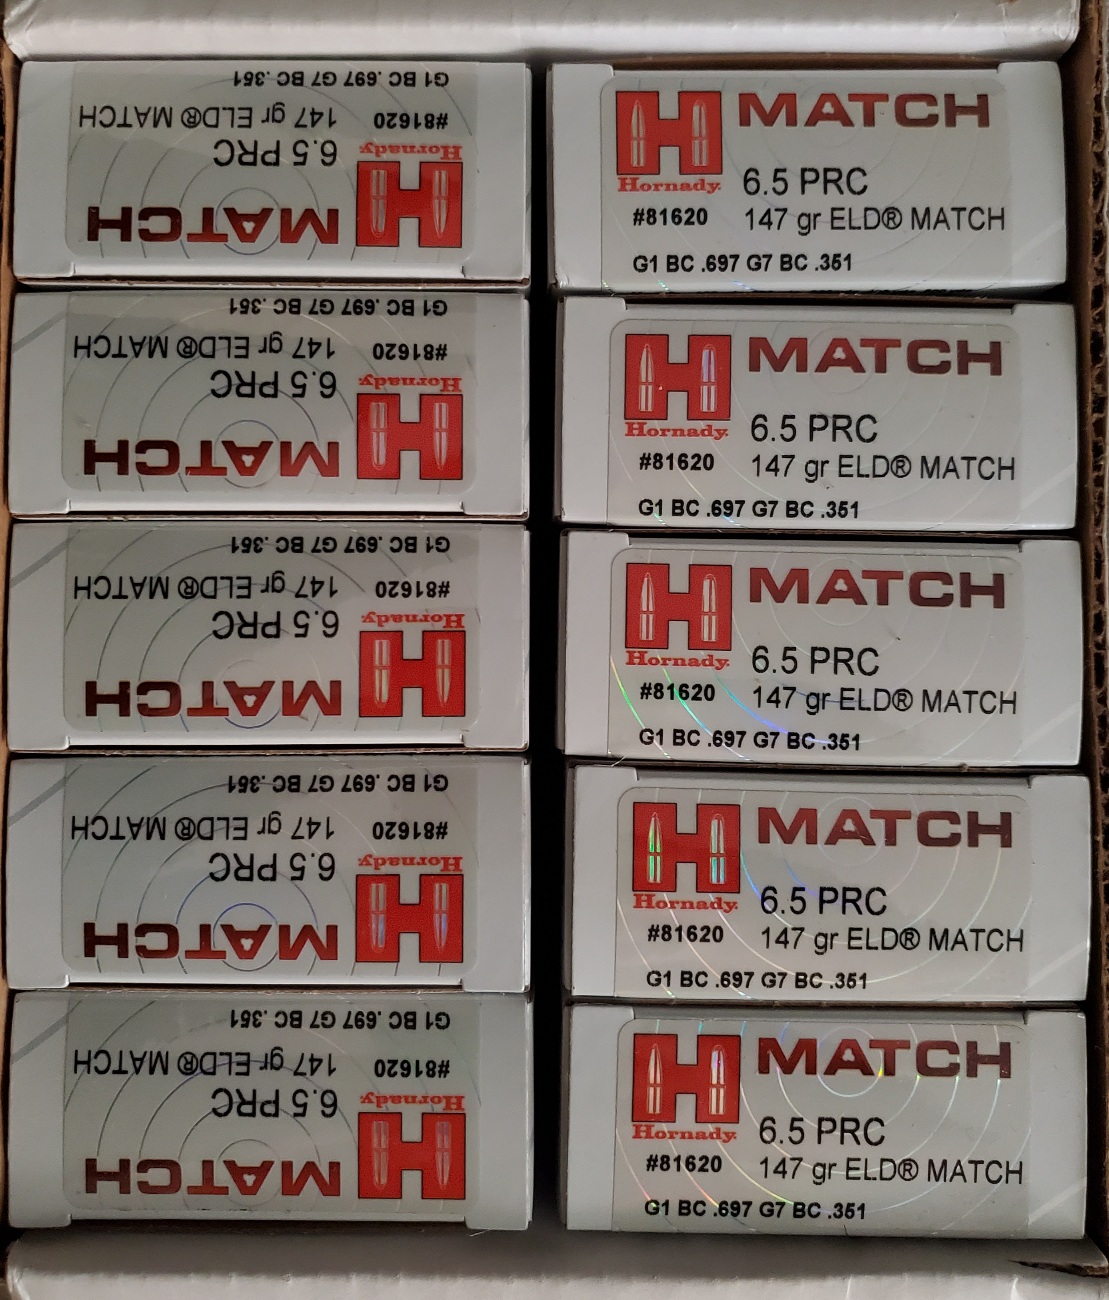 G1 BC .697 G7 BC .351
#81620 147 gr ELD® MATCH
Hornady 6.5 PRC
H MATCH
G1 BC .697 G7 BC .351
#81620 147 gr ELD® MATCH
Hornady 6.5 PRC
H MATCH
G1 BC .697 G7 BC .351
#81620 147 gr ELD® MATCH
Hornady 6.5 PRC
H MATCH
G1 BC .697 G7 BC .351
#81620 147 gr ELD® MATCH
Hornady 6.5 PRC
H MATCH
G1 BC .697 G7 BC .351
#81620 147 gr ELD® MATCH
Hornady 6.5 PRC
H MATCH
H MATCH
Hornady. 6.5 PRC
#81620 147 gr ELD® MATCH
G1 BC .697 G7 BC .351
H MATCH
Hornady. 6.5 PRC
#81620 147 gr ELD® MATCH
G1 BC .697 G7 BC .351
H MATCH
Hornady. 6.5 PRC
#81620 147 gr ELD® MATCH
G1 BC .697 G7 BC .351
H MATCH
Hornady. 6.5 PRC
#81620 147 gr ELD® MATCH
G1 BC .697 G7 BC .351
H MATCH
Hornady. 6.5 PRC
#81620 147 gr ELD® MATCH
G1 BC .697 G7 BC .351